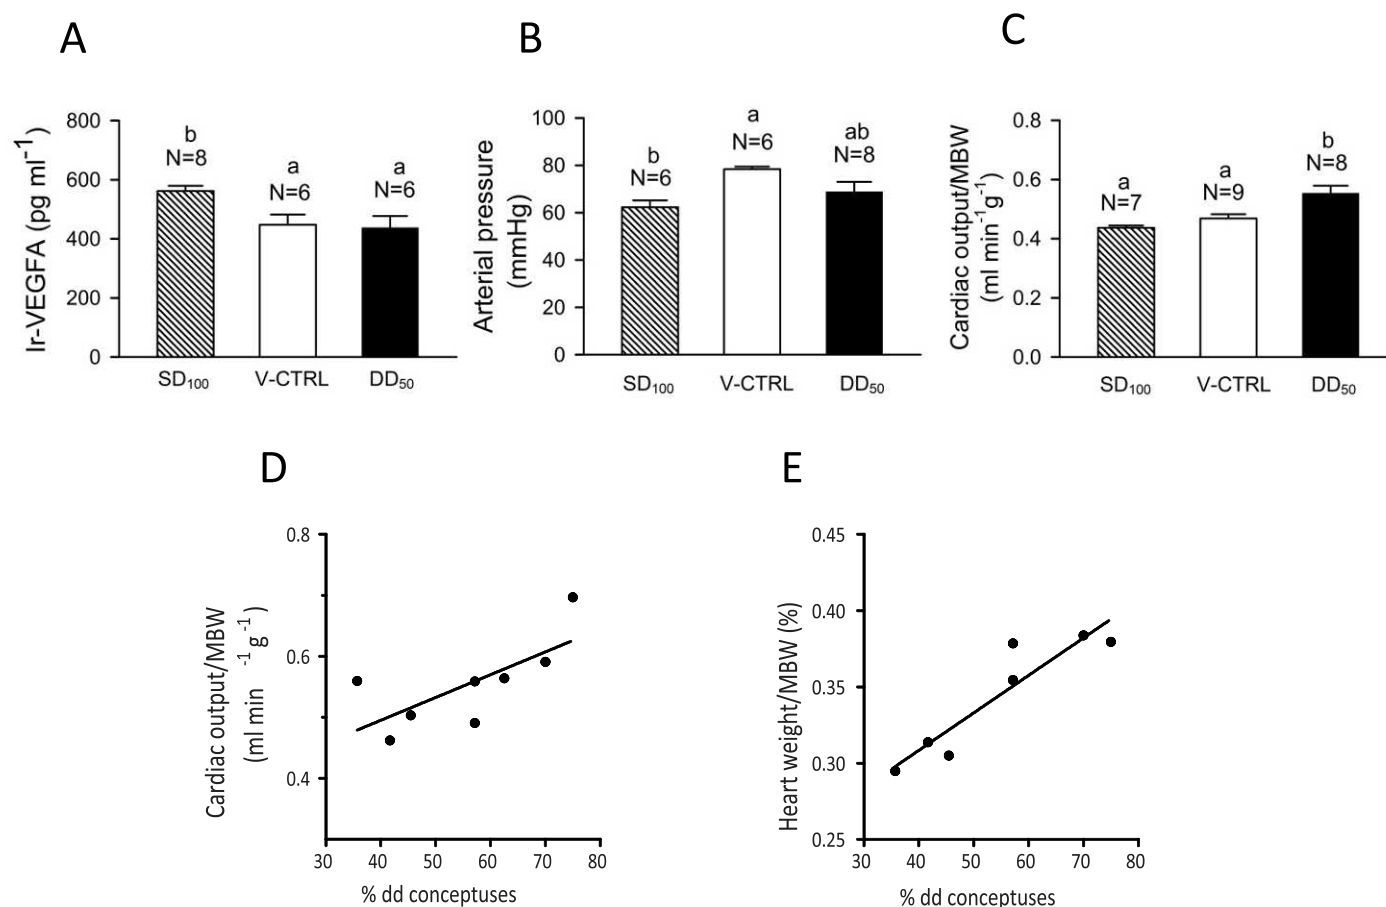 A
B
C
Ir-VEGFA (pg ml⁻¹)
800
600
400
200
0
b
N=8
a
N=6
a
N=6
SD₁₀₀
V-CTRL
DD₅₀
Arterial pressure
(mmHg)
100
80
60
40
20
0
b
N=6
a
N=6
ab
N=8
SD₁₀₀
V-CTRL
DD₅₀
Cardiac output/MBW
(ml min⁻¹g⁻¹)
0.8
0.6
0.4
0.2
0.0
a
N=7
a
N=9
b
N=8
SD₁₀₀
V-CTRL
DD₅₀
D
E
Cardiac output/MBW
(ml min ⁻¹ g ⁻¹ )
0.8
0.6
0.4
30 40 50 60 70 80
% dd conceptuses
Heart weight/MBW (%)
0.45
0.40
0.35
0.30
0.25
30 40 50 60 70 80
% dd conceptuses